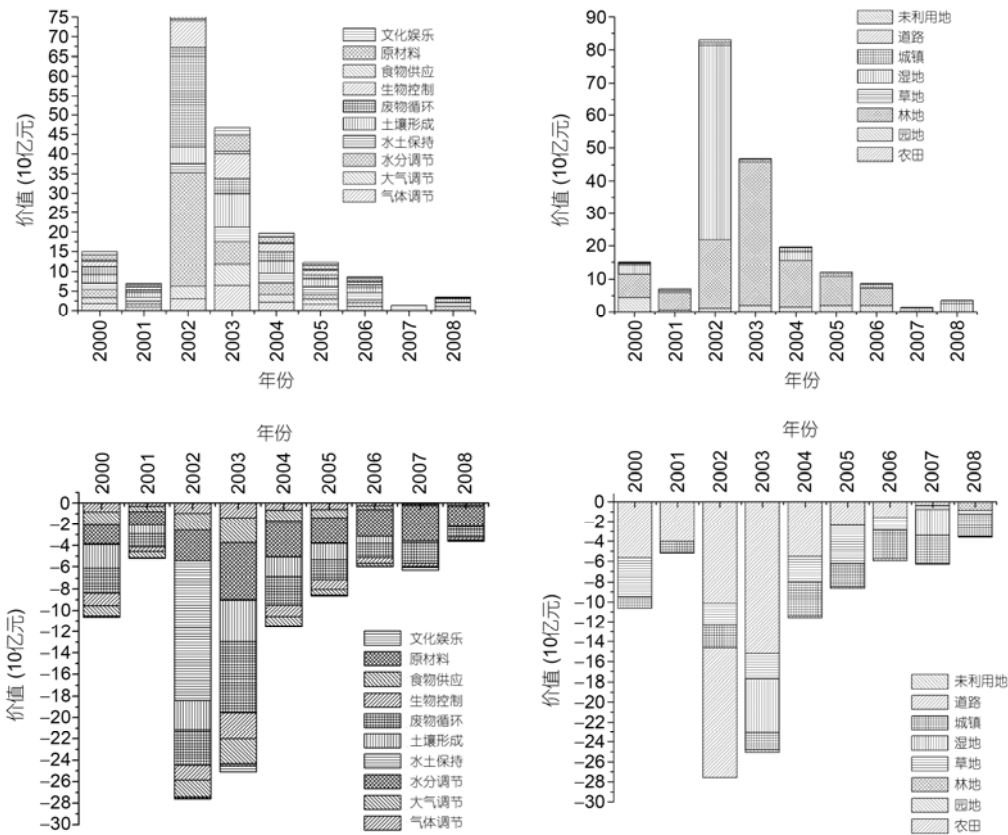 75
70
65
60
55
50
45
40
35
30
25
20
15
10
5
0
价值 (10亿元)
文化娱乐
原材料
食物供应
生物控制
废物循环
土壤形成
水土保持
水分调节
大气调节
气体调节
2000 2001 2002 2003 2004 2005 2006 2007 2008
年份
90
80
70
60
50
40
30
20
10
0
价值 (10亿元)
未利用地
道路
城镇
湿地
草地
林地
园地
农田
2000 2001 2002 2003 2004 2005 2006 2007 2008
年份
年份
2000 2001 2002 2003 2004 2005 2006 2007 2008
0
−2
−4
−6
−8
−10
−12
−14
−16
−18
−20
−22
−24
−26
−28
−30
价值 (10亿元)
文化娱乐
原材料
食物供应
生物控制
废物循环
土壤形成
水土保持
水分调节
大气调节
气体调节
年份
2000 2001 2002 2003 2004 2005 2006 2007 2008
0
−2
−4
−6
−8
−10
−12
−14
−16
−18
−20
−22
−24
−26
−28
−30
价值 (10亿元)
未利用地
道路
城镇
湿地
草地
林地
园地
农田